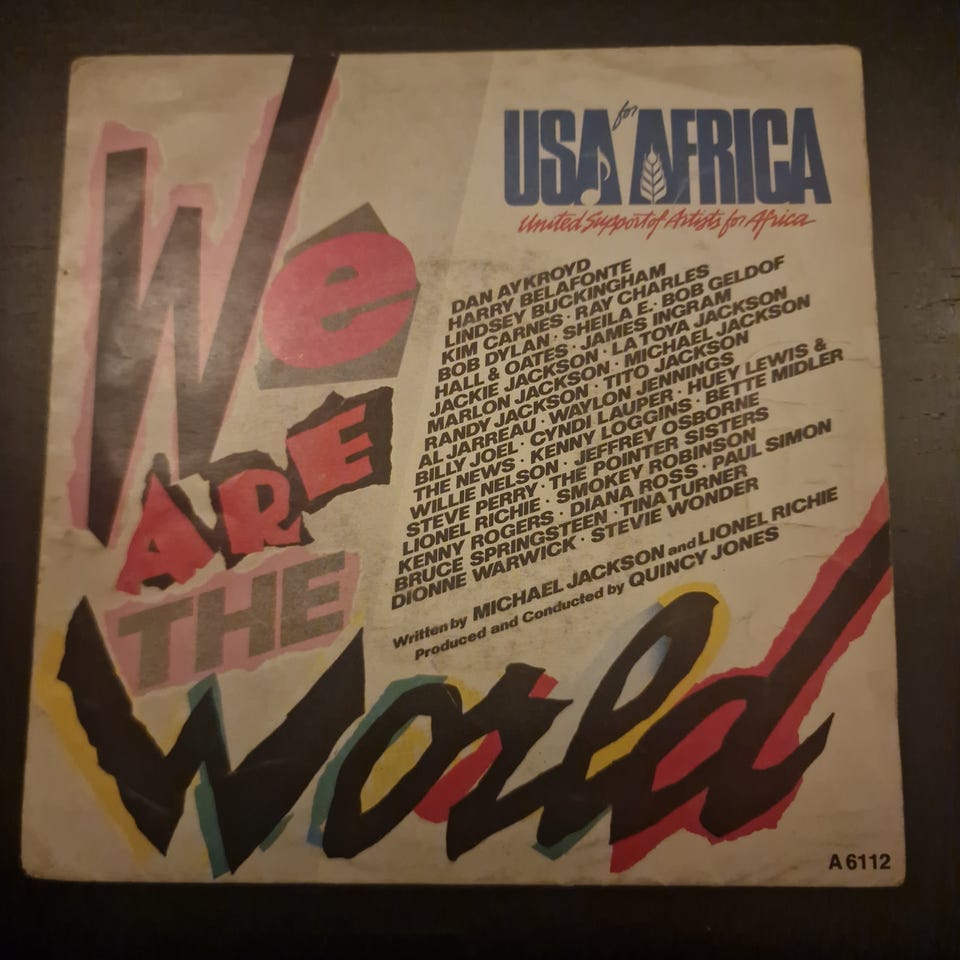 We
ARE
THE
World
USA for AFRICA
United Support of Artists for Africa
DAN AYKROYD
HARRY BELAFONTE
LINDSEY BUCKINGHAM
KIM CARNES · RAY CHARLES
BOB DYLAN · SHEILA E. · BOB GELDOF
HALL & OATES · JAMES INGRAM
JACKIE JACKSON · LA TOYA JACKSON
MARLON JACKSON · MICHAEL JACKSON
RANDY JACKSON · TITO JACKSON
AL JARREAU · WAYLON JENNINGS
BILLY JOEL · CYNDI LAUPER · HUEY LEWIS &
THE NEWS · KENNY LOGGINS · BETTE MIDLER
WILLIE NELSON · JEFFREY OSBORNE
STEVE PERRY · THE POINTER SISTERS
LIONEL RICHIE · SMOKEY ROBINSON
KENNY ROGERS · DIANA ROSS · PAUL SIMON
BRUCE SPRINGSTEEN · TINA TURNER
DIONNE WARWICK · STEVIE WONDER
Written by MICHAEL JACKSON and LIONEL RICHIE
Produced and Conducted by QUINCY JONES
A 6112